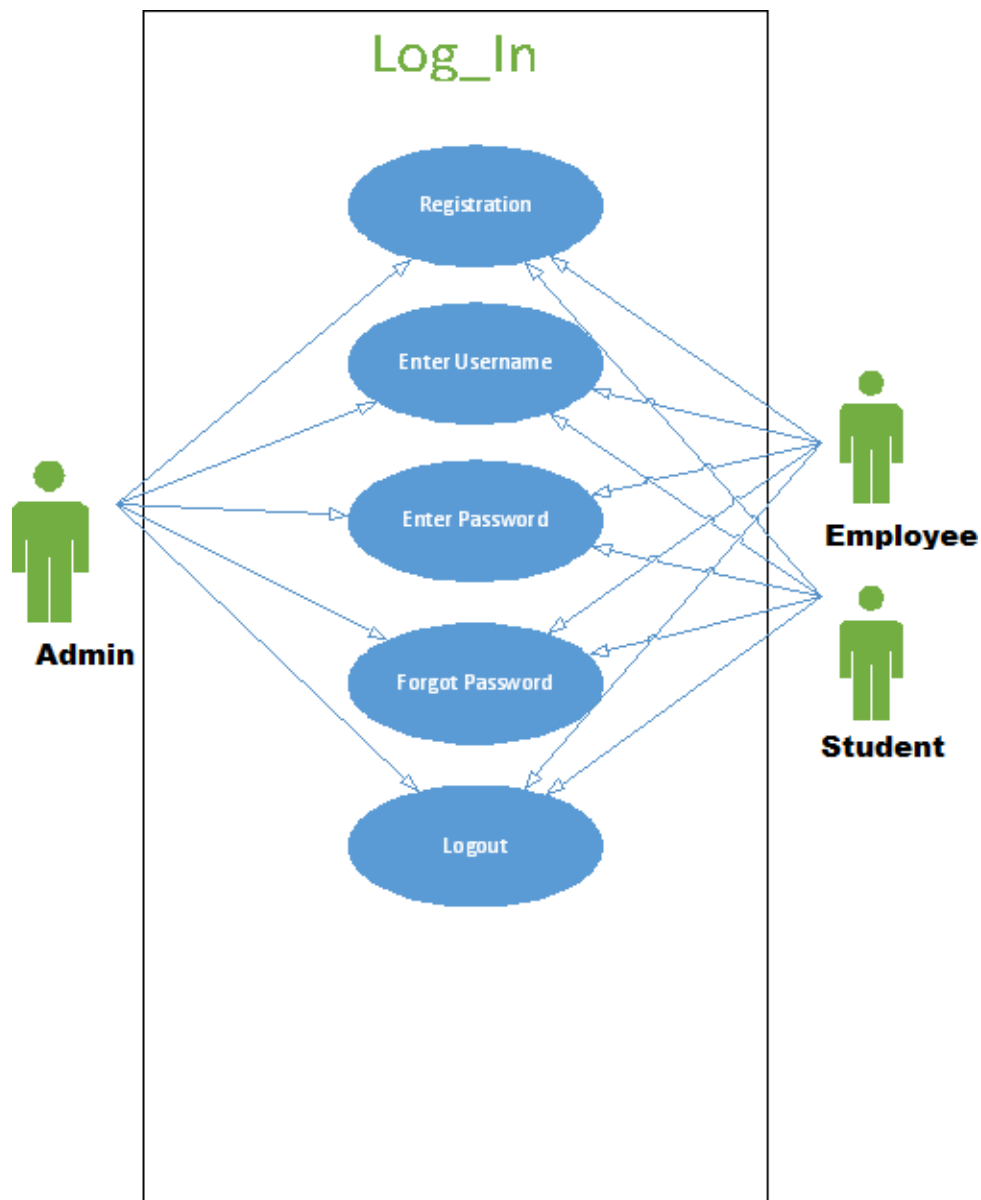 Log_In
Registration
Enter Username
Enter Password
Forgot Password
Logout
Admin
Employee
Student